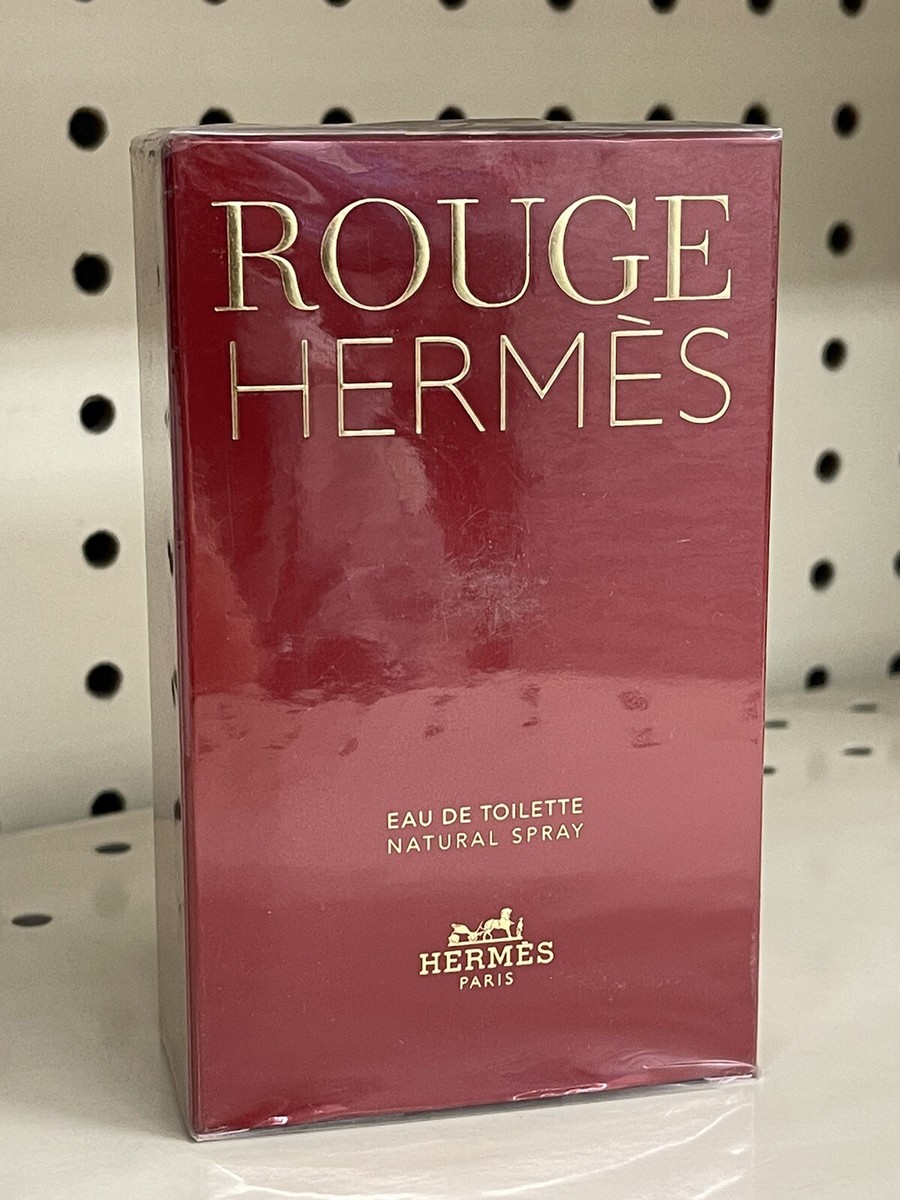 ROUGE
HERMÈS
EAU DE TOILETTE
NATURAL SPRAY
HERMÈS
PARIS